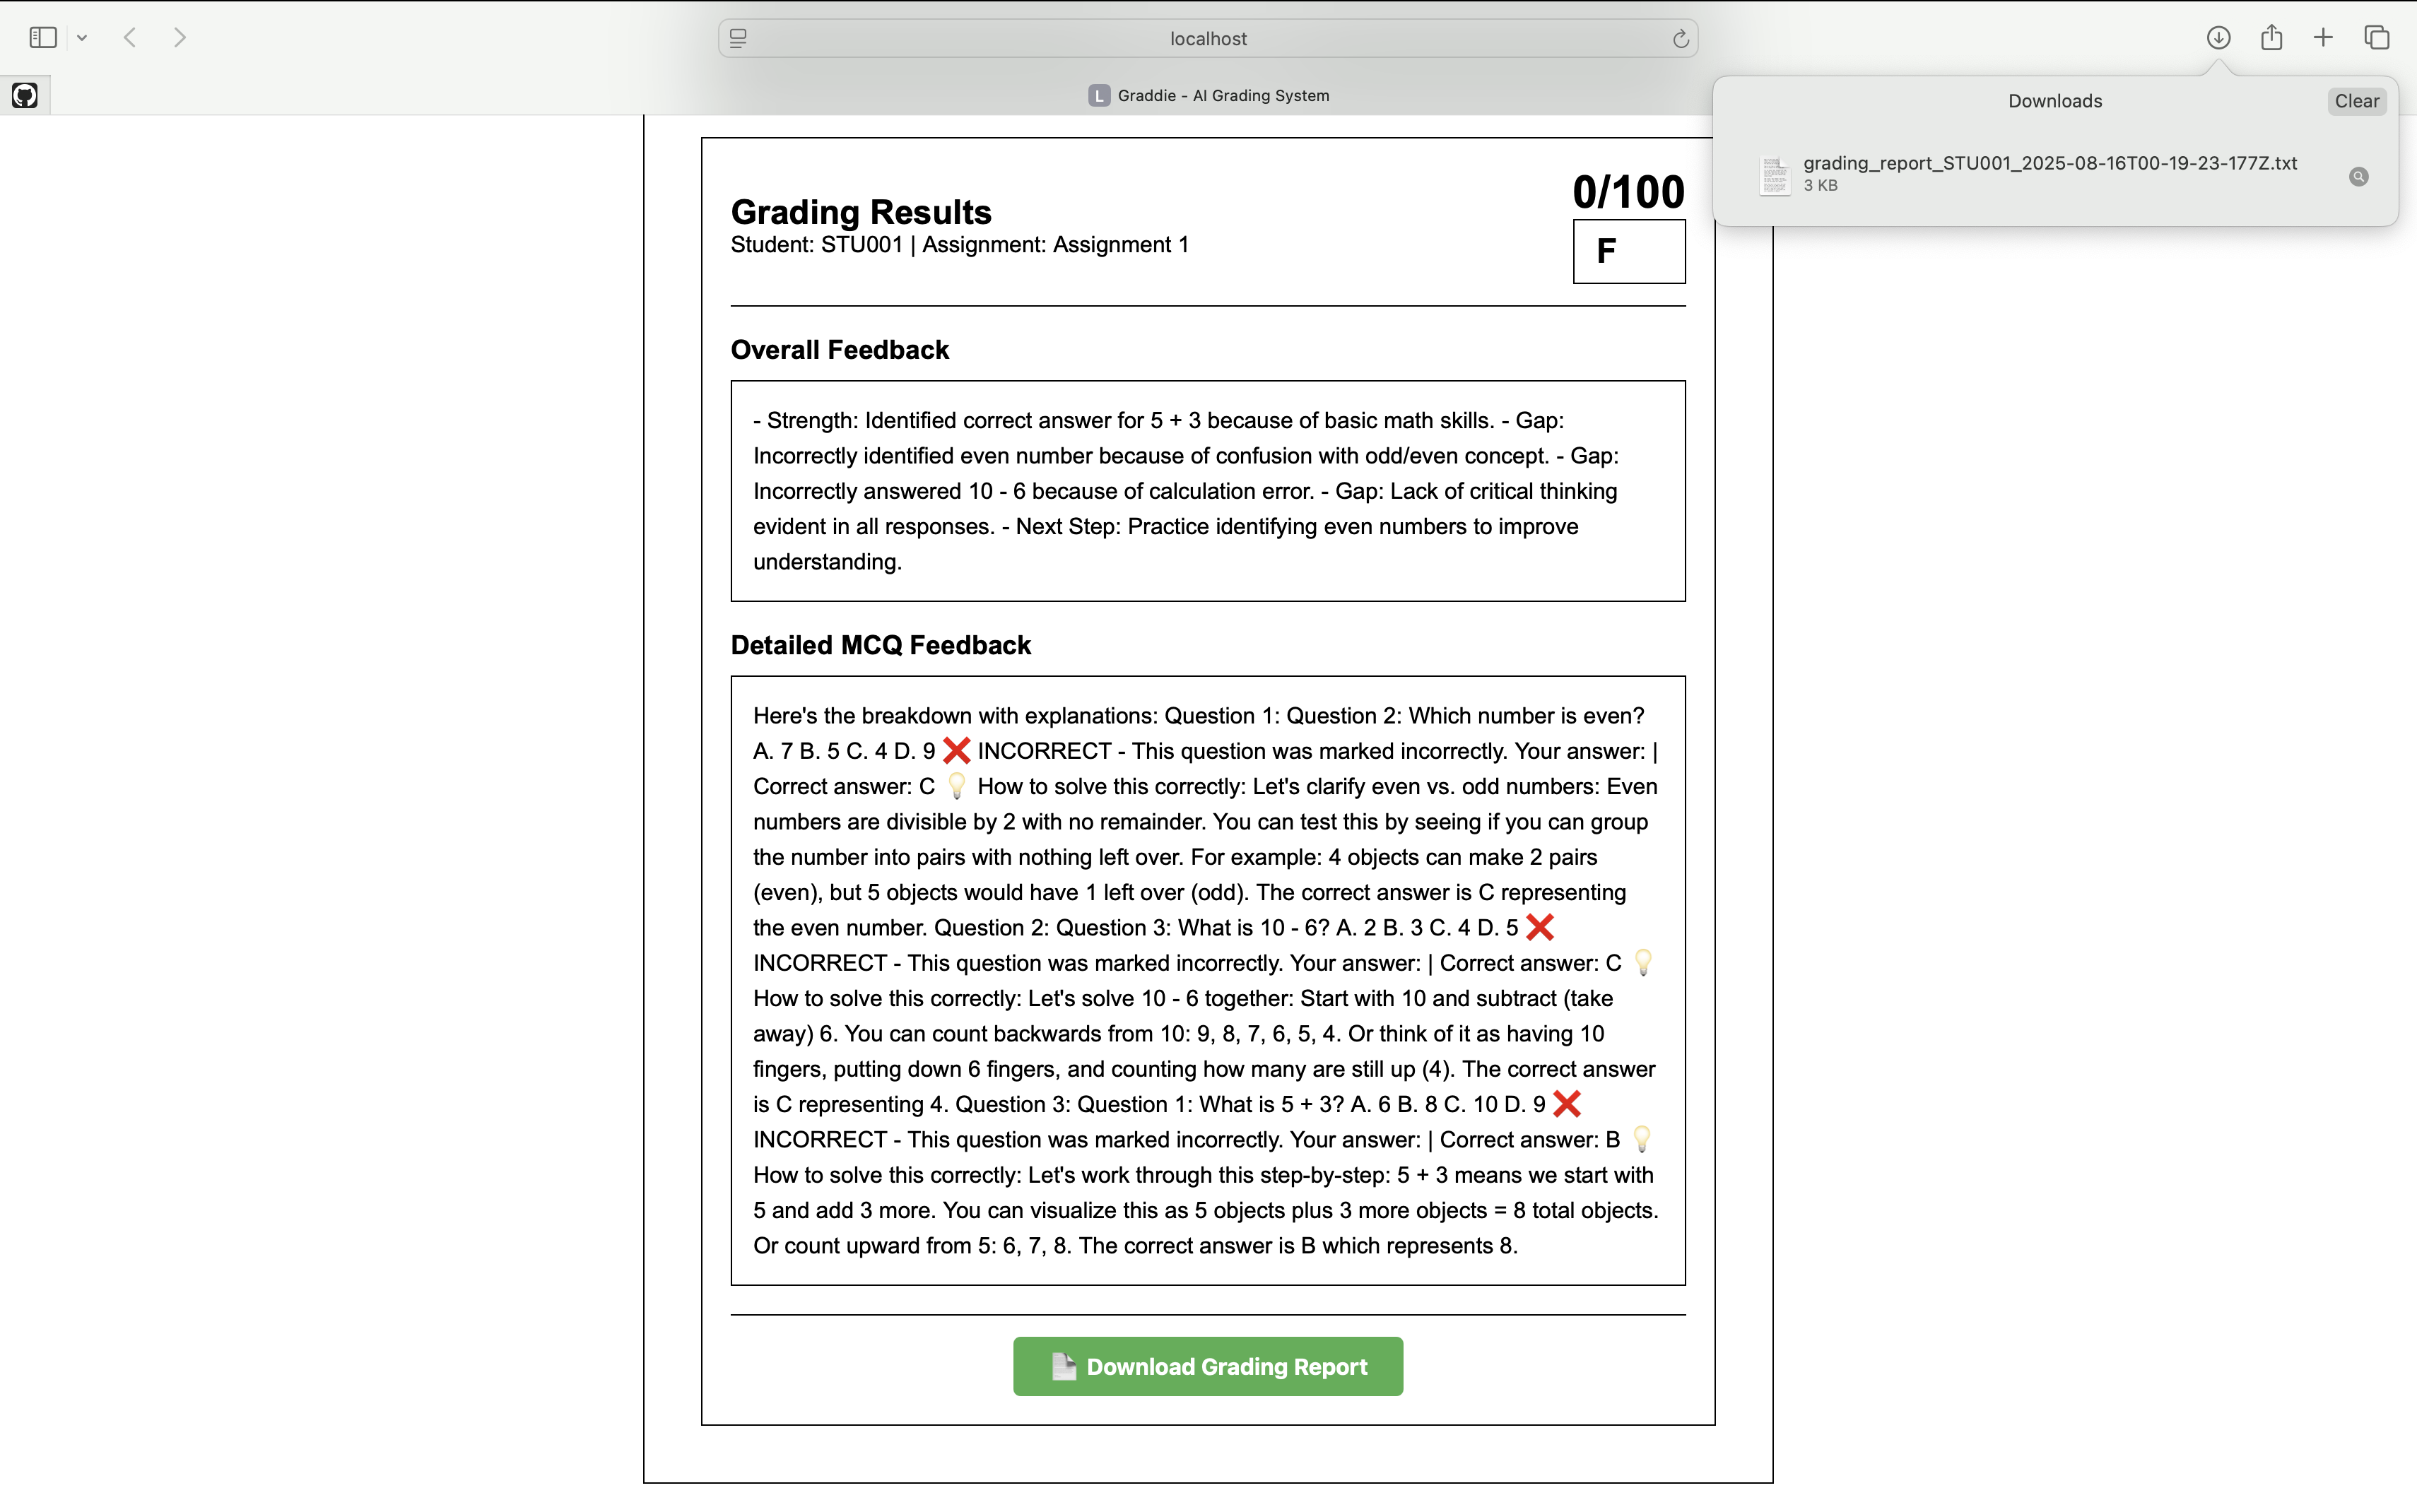 localhost
L Graddie - AI Grading System
Downloads
Clear
grading_report_STU001_2025-08-16T00-19-23-177Z.txt
3 KB
Grading Results
Student: STU001 | Assignment: Assignment 1
0/100
F
Overall Feedback
- Strength: Identified correct answer for 5 + 3 because of basic math skills. - Gap:
Incorrectly identified even number because of confusion with odd/even concept. - Gap:
Incorrectly answered 10 - 6 because of calculation error. - Gap: Lack of critical thinking
evident in all responses. - Next Step: Practice identifying even numbers to improve
understanding.
Detailed MCQ Feedback
Here's the breakdown with explanations: Question 1: Question 2: Which number is even?
A. 7 B. 5 C. 4 D. 9 ❌ INCORRECT - This question was marked incorrectly. Your answer: |
Correct answer: C 💡 How to solve this correctly: Let's clarify even vs. odd numbers: Even
numbers are divisible by 2 with no remainder. You can test this by seeing if you can group
the number into pairs with nothing left over. For example: 4 objects can make 2 pairs
(even), but 5 objects would have 1 left over (odd). The correct answer is C representing
the even number. Question 2: Question 3: What is 10 - 6? A. 2 B. 3 C. 4 D. 5 ❌
INCORRECT - This question was marked incorrectly. Your answer: | Correct answer: C 💡
How to solve this correctly: Let's solve 10 - 6 together: Start with 10 and subtract (take
away) 6. You can count backwards from 10: 9, 8, 7, 6, 5, 4. Or think of it as having 10
fingers, putting down 6 fingers, and counting how many are still up (4). The correct answer
is C representing 4. Question 3: Question 1: What is 5 + 3? A. 6 B. 8 C. 10 D. 9 ❌
INCORRECT - This question was marked incorrectly. Your answer: | Correct answer: B 💡
How to solve this correctly: Let's work through this step-by-step: 5 + 3 means we start with
5 and add 3 more. You can visualize this as 5 objects plus 3 more objects = 8 total objects.
Or count upward from 5: 6, 7, 8. The correct answer is B which represents 8.
Download Grading Report